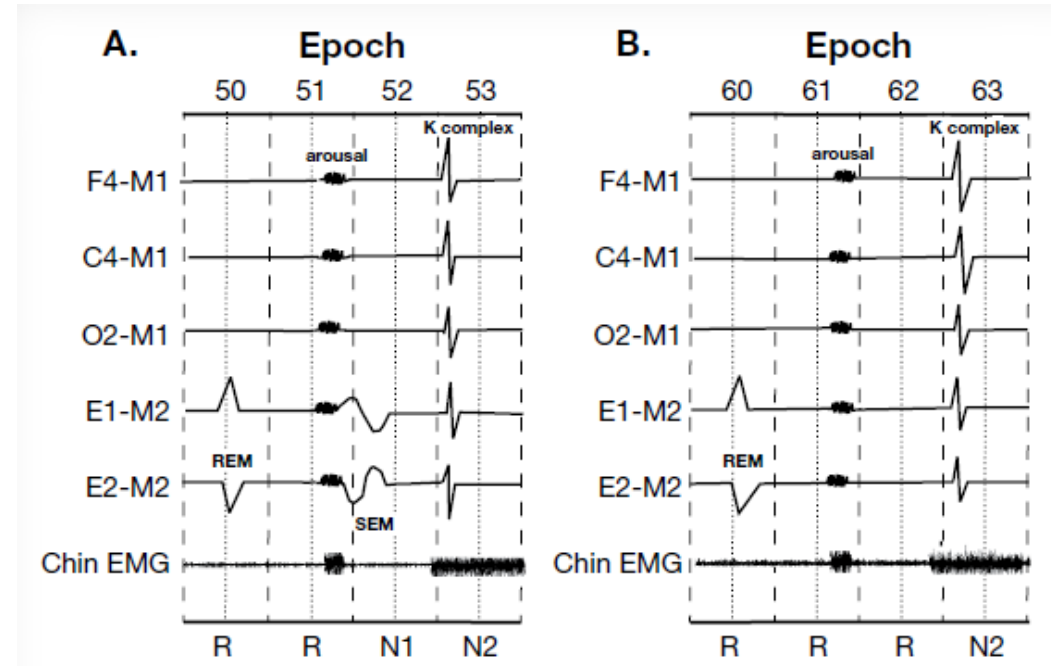 A. Epoch
50 51 52 53
K complex
arousal
F4-M1
C4-M1
O2-M1
E1-M2
REM
E2-M2
SEM
Chin EMG
R R N1 N2
B. Epoch
60 61 62 63
K complex
arousal
F4-M1
C4-M1
O2-M1
E1-M2
REM
E2-M2
Chin EMG
R R R N2